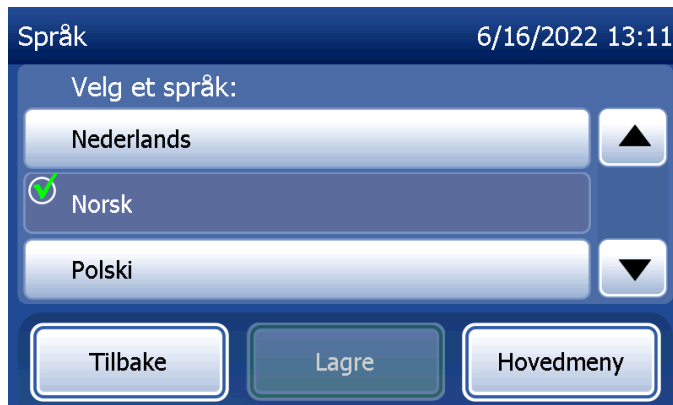 Språk 6/16/2022 13:11
Velg et språk:
Nederlands
Norsk
Polski
Tilbake Lagre Hovedmeny